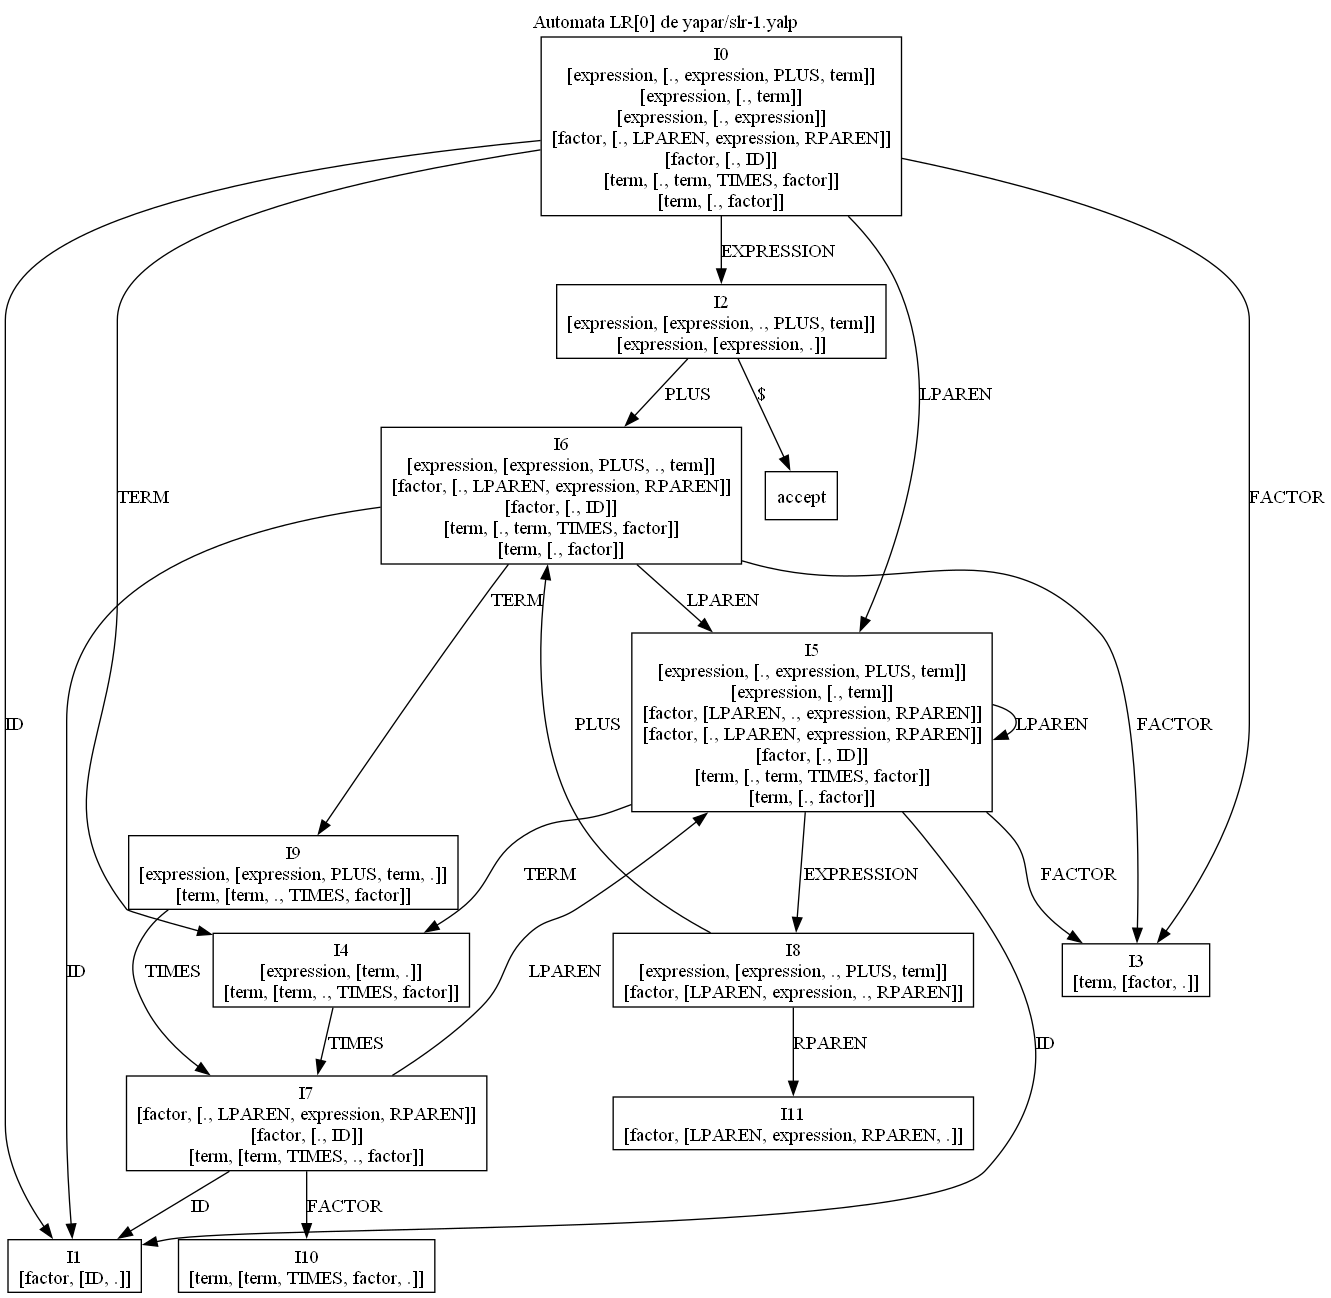 Automata LR[0] de yapar/slr-1.yalp
I0
[expression, [., expression, PLUS, term]]
[expression, [., term]]
[expression, [., expression]]
[factor, [., LPAREN, expression, RPAREN]]
[factor, [., ID]]
[term, [., term, TIMES, factor]]
[term, [., factor]]
EXPRESSION
I2
[expression, [expression, ., PLUS, term]]
[expression, [expression, .]]
PLUS
$
LPAREN
I6
[expression, [expression, PLUS, ., term]]
[factor, [., LPAREN, expression, RPAREN]]
[factor, [., ID]]
[term, [., term, TIMES, factor]]
[term, [., factor]]
accept
TERM
FACTOR
TERM
LPAREN
I5
[expression, [., expression, PLUS, term]]
[expression, [., term]]
[factor, [LPAREN, ., expression, RPAREN]]
[factor, [., LPAREN, expression, RPAREN]]
[factor, [., ID]]
[term, [., term, TIMES, factor]]
[term, [., factor]]
ID
PLUS
LPAREN
FACTOR
I9
[expression, [expression, PLUS, term, .]]
[term, [term, ., TIMES, factor]]
TERM
EXPRESSION
FACTOR
I4
[expression, [term, .]]
[term, [term, ., TIMES, factor]]
I8
[expression, [expression, ., PLUS, term]]
[factor, [LPAREN, expression, ., RPAREN]]
I3
[term, [factor, .]]
ID
TIMES
LPAREN
TIMES
RPAREN
ID
I7
[factor, [., LPAREN, expression, RPAREN]]
[factor, [., ID]]
[term, [term, TIMES, ., factor]]
I11
[factor, [LPAREN, expression, RPAREN, .]]
ID
FACTOR
I1
[factor, [ID, .]]
I10
[term, [term, TIMES, factor, .]]